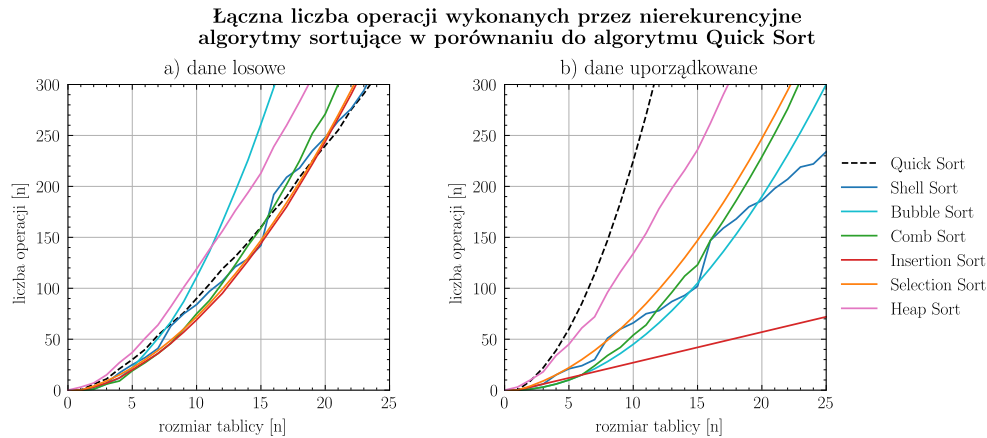 Łączna liczba operacji wykonanych przez nierekurencyjne
algorytmy sortujące w porównaniu do algorytmu Quick Sort
a) dane losowe
300
250
200
150
100
50
0
liczba operacji [n]
0 5 10 15 20 25
rozmiar tablicy [n]
b) dane uporządkowane
300
250
200
150
100
50
0
liczba operacji [n]
0 5 10 15 20 25
rozmiar tablicy [n]
Quick Sort
Shell Sort
Bubble Sort
Comb Sort
Insertion Sort
Selection Sort
Heap Sort